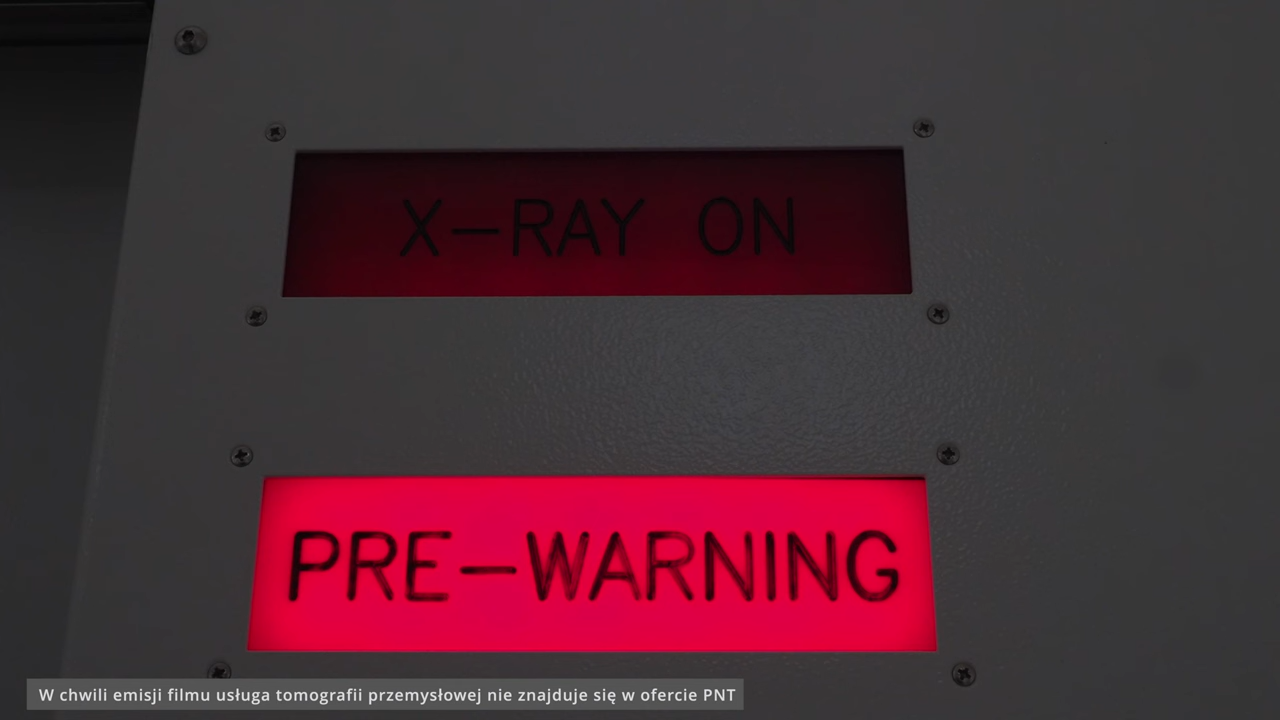 X-RAY ON
PRE-WARNING
W chwili emisji filmu usługa tomografii przemysłowej nie znajduje się w ofercie PNT